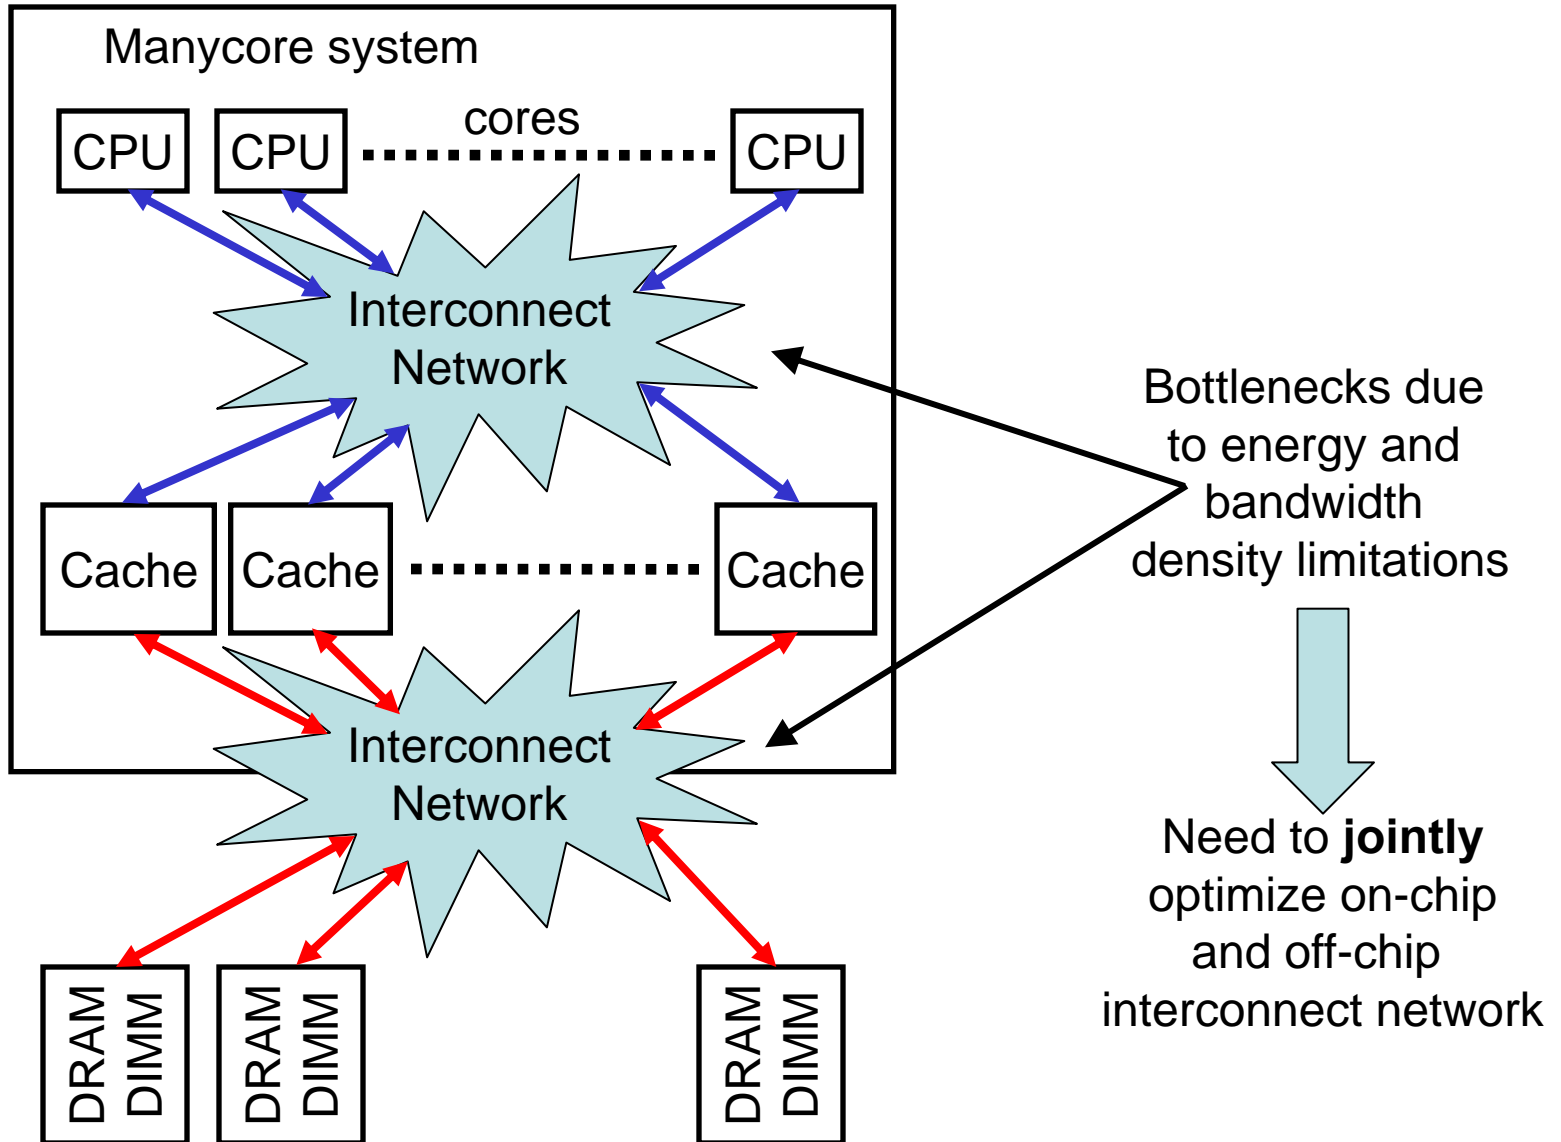 Manycore system
cores
CPU CPU CPU
Interconnect
Network
Cache Cache Cache
Interconnect
Network
DRAM
DIMM
DRAM
DIMM
DRAM
DIMM
Bottlenecks due
to energy and
bandwidth
density limitations
Need to jointly
optimize on-chip
and off-chip
interconnect network